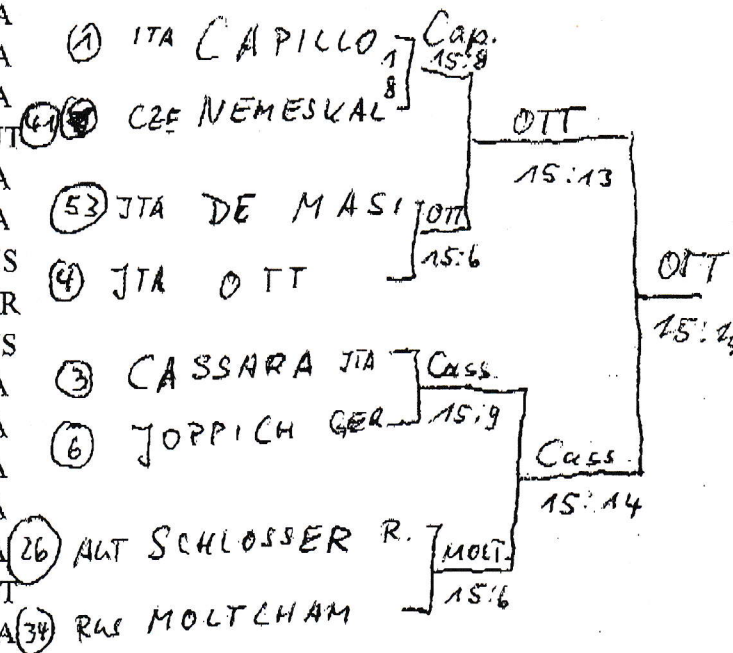 1 ITA CAPILLO
Cap.
15:8
1
8
41 CZE NEMESKAL
OTT
15:13
53 ITA DE MASI
OTT
15:6
4 ITA OTT
OTT
3 CASSARA ITA
Cass.
15:9
6 JOPPICH GER
Cass
15:14
26 AUT SCHLOSSER R.
MOLT.
15:6
34 RUS MOLTCHAM